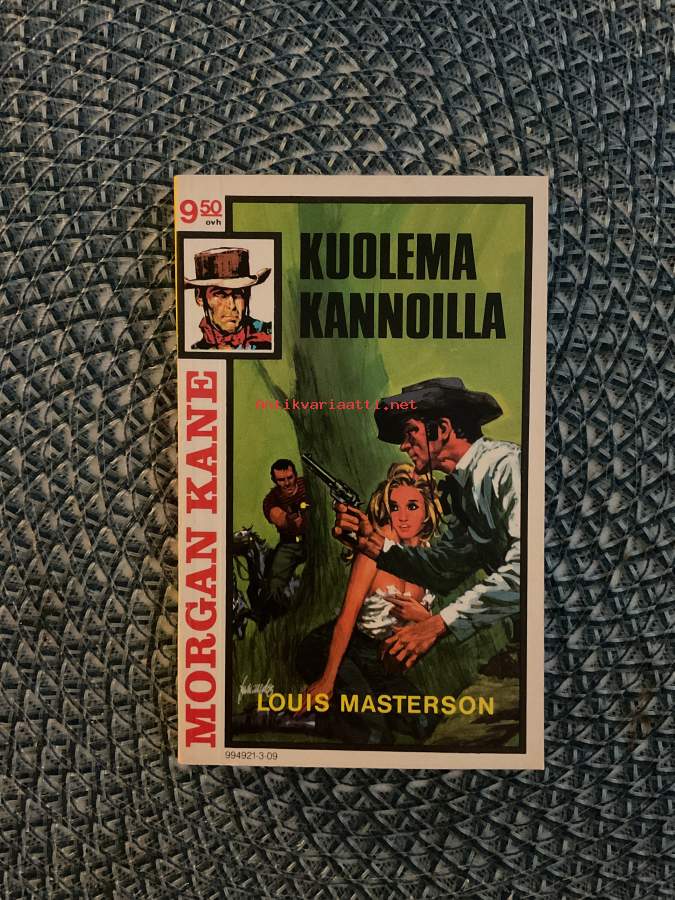 9 50
ovh
KUOLEMA
KANNOILLA
MORGAN KANE
Antikvariaatti.net
LOUIS MASTERSON
994921-3-09